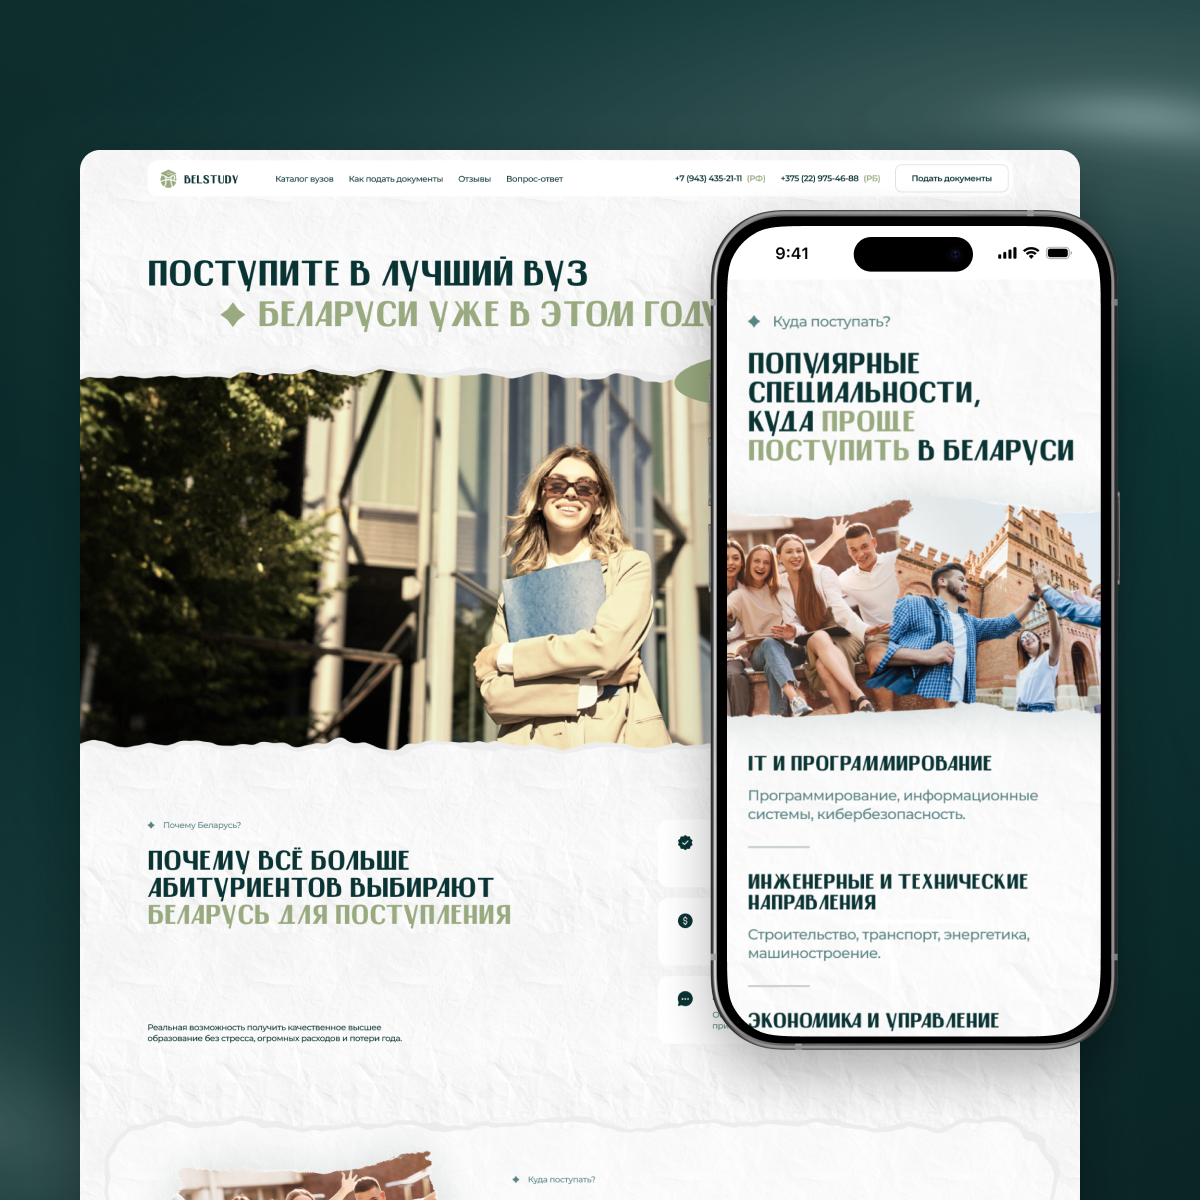 BELSTUDY
Каталог вузов
Как подать документы
Отзывы
Вопрос-ответ
+7 (943) 435-21-11 (РФ)
+375 (22) 975-46-88 (РБ)
Подать документы
ПОСТУПИТЕ В ЛУЧШИЙ ВУЗ
БЕЛАРУСИ УЖЕ В ЭТОМ ГОДУ
Почему Беларусь?
ПОЧЕМУ ВСЁ БОЛЬШЕ
АБИТУРИЕНТОВ ВЫБИРАЮТ
БЕЛАРУСЬ ДЛЯ ПОСТУПЛЕНИЯ
Реальная возможность получить качественное высшее
образование без стресса, огромных расходов и потери года.
Куда поступать?
9:41
Куда поступать?
ПОПУЛЯРНЫЕ
СПЕЦИАЛЬНОСТИ,
КУДА ПРОЩЕ
ПОСТУПИТЬ В БЕЛАРУСИ
IT И ПРОГРАММИРОВАНИЕ
Программирование, информационные
системы, кибербезопасность.
ИНЖЕНЕРНЫЕ И ТЕХНИЧЕСКИЕ
НАПРАВЛЕНИЯ
Строительство, транспорт, энергетика,
машиностроение.
ЭКОНОМИКА И УПРАВЛЕНИЕ